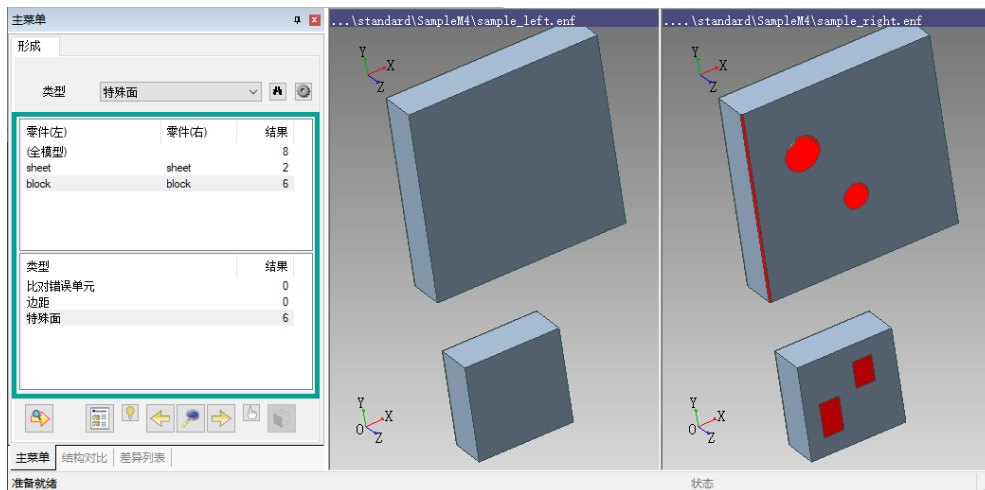 主菜单
形成
类型 特殊面
零件(左) 零件(右) 结果
(全模型) 8
sheet sheet 2
block block 6
类型 结果
比对错误单元 0
边距 0
特殊面 6
主菜单 结构对比 差异列表
准备就绪 状态
...\standard\SampleM4\sample_left.enf
Y
X
Z
Y
X
O
Z
....\standard\SampleM4\sample_right.enf
Y
X
Z
Y
X
O
Z